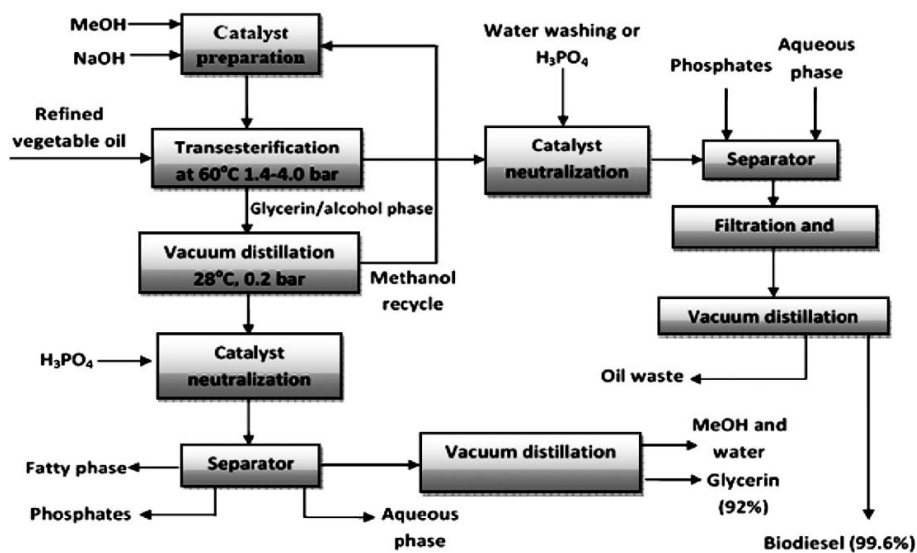 MeOH
NaOH
Catalyst
preparation
Water washing or
H₃PO₄
Phosphates
Aqueous
phase
Refined
vegetable oil
Transesterification
at 60°C 1.4-4.0 bar
Catalyst
neutralization
Separator
Glycerin/alcohol phase
Filtration and
Vacuum distillation
28°C, 0.2 bar
Methanol
recycle
Vacuum distillation
H₃PO₄
Catalyst
neutralization
Oil waste
Fatty phase
Separator
Vacuum distillation
MeOH and
water
Glycerin
(92%)
Phosphates
Aqueous
phase
Biodiesel (99.6%)